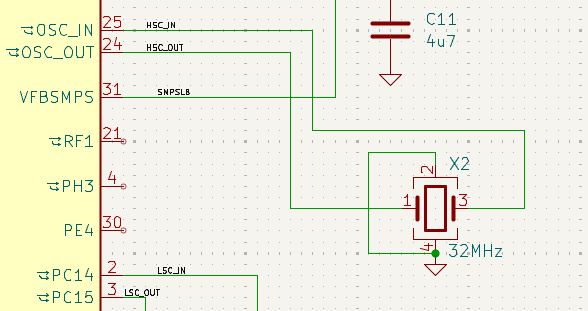 OSC_IN 25 HSC_IN
OSC_OUT 24 HSC_OUT
C11
4u7
VFBSMPS 31 SNPSLB
RF1 21
X2
2
PH3 4
1 3
PE4 30
4 32MHz
PC14 2 LSC_IN
PC15 3 LSC_OUT